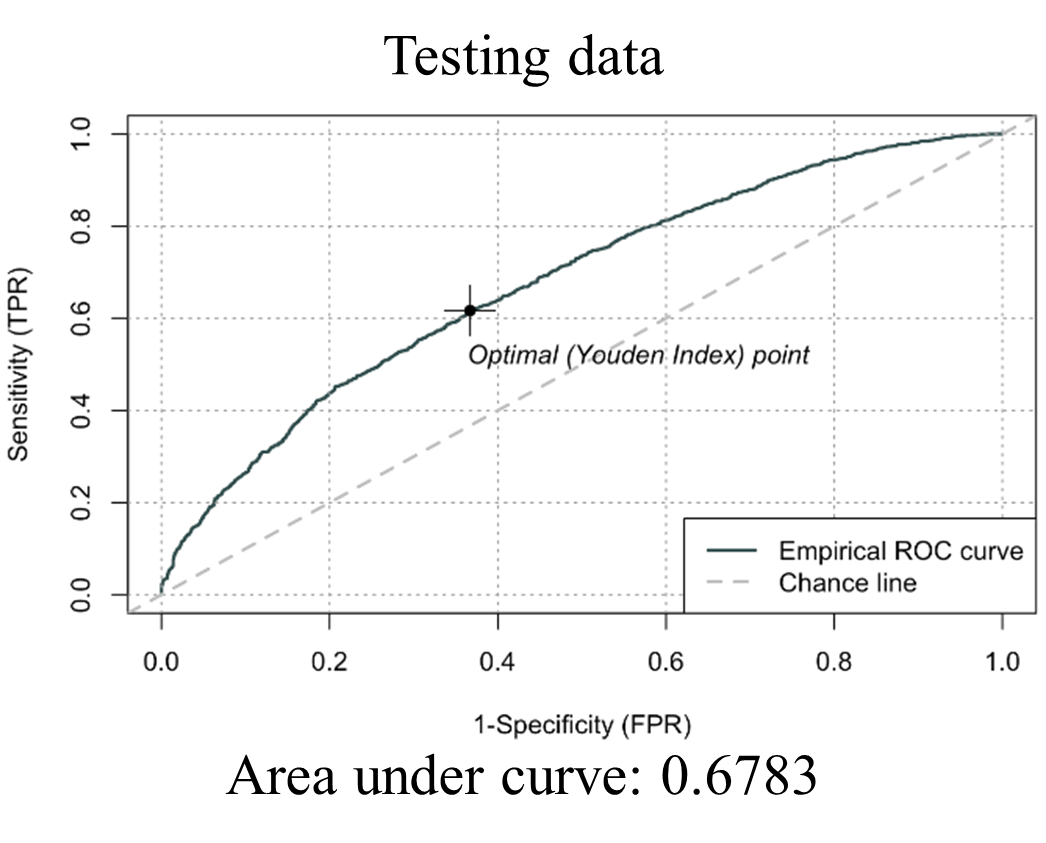 Testing data
1.0
0.8
0.6
0.4
0.2
0.0
Sensitivity (TPR)
Optimal (Youden Index) point
Empirical ROC curve
Chance line
0.0 0.2 0.4 0.6 0.8 1.0
1-Specificity (FPR)
Area under curve: 0.6783